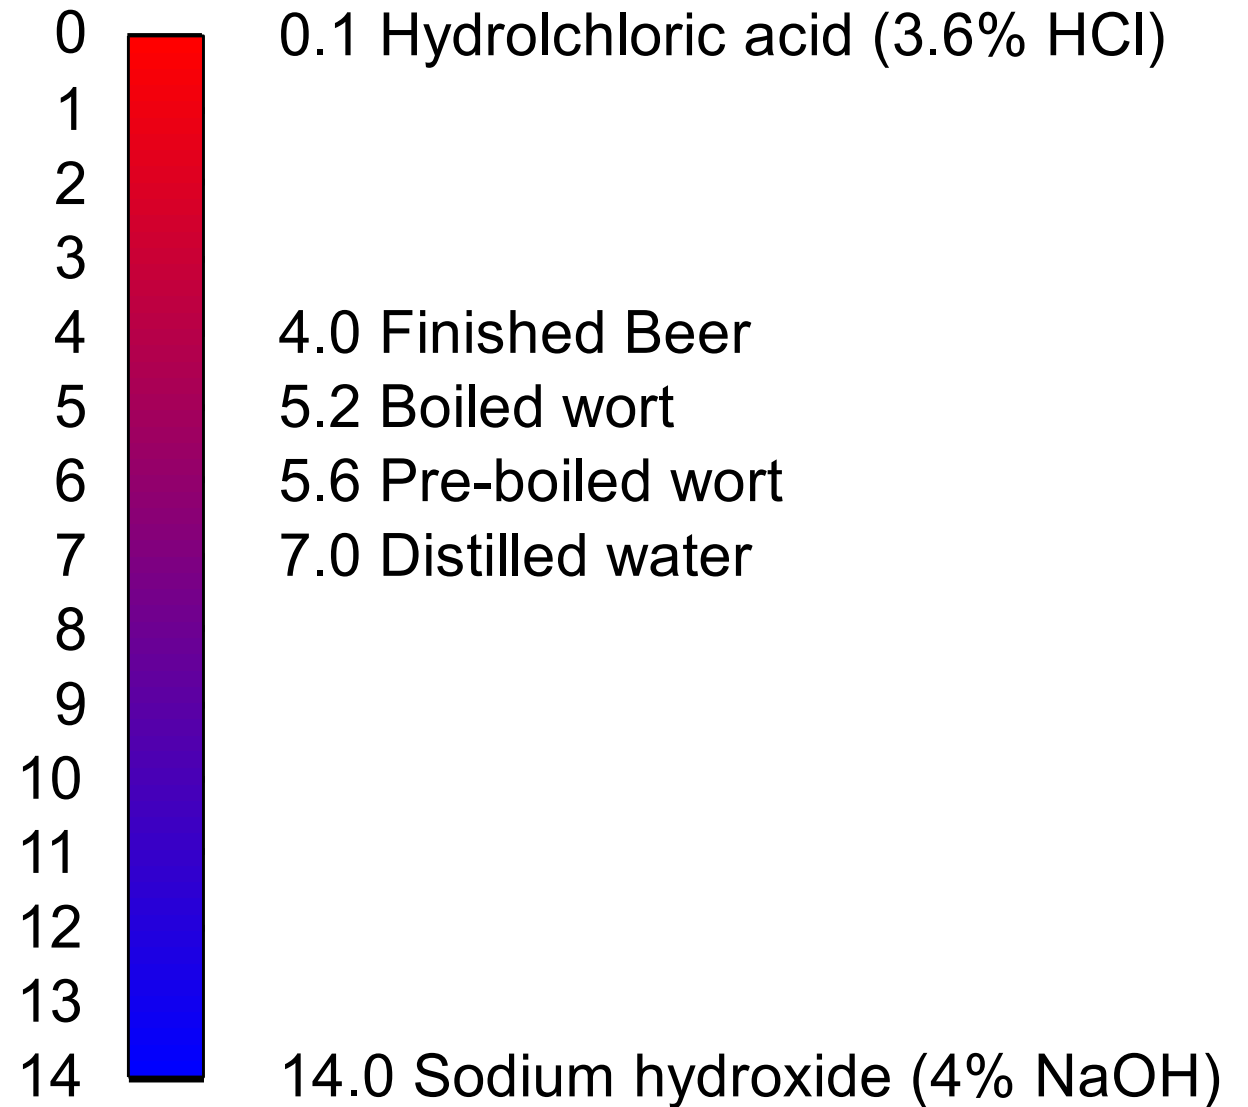 0 0.1 Hydrolchloric acid (3.6% HCl)
1
2
3
4 4.0 Finished Beer
5 5.2 Boiled wort
6 5.6 Pre-boiled wort
7 7.0 Distilled water
8
9
10
11
12
13
14 14.0 Sodium hydroxide (4% NaOH)